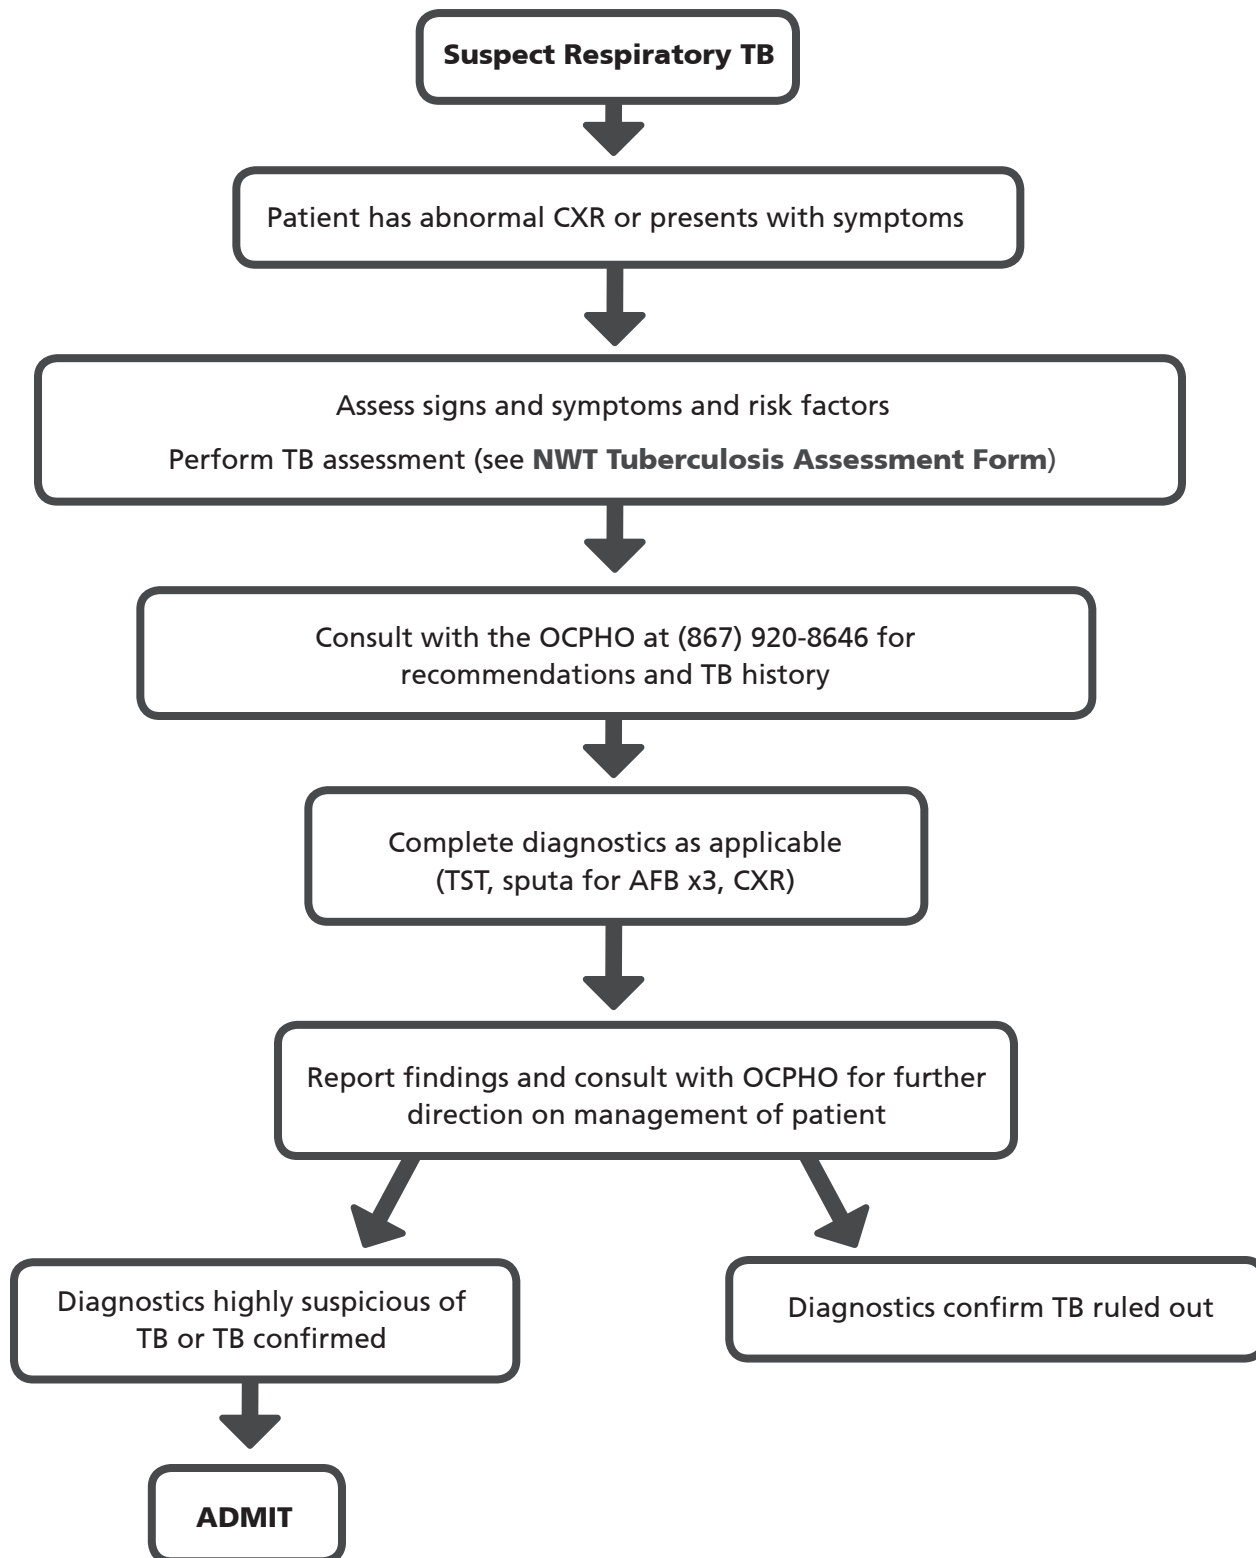 Suspect Respiratory TB
Patient has abnormal CXR or presents with symptoms
Assess signs and symptoms and risk factors
Perform TB assessment (see NWT Tuberculosis Assessment Form)
Consult with the OCPHO at (867) 920-8646 for
recommendations and TB history
Complete diagnostics as applicable
(TST, sputa for AFB x3, CXR)
Report findings and consult with OCPHO for further
direction on management of patient
Diagnostics highly suspicious of
TB or TB confirmed
Diagnostics confirm TB ruled out
ADMIT